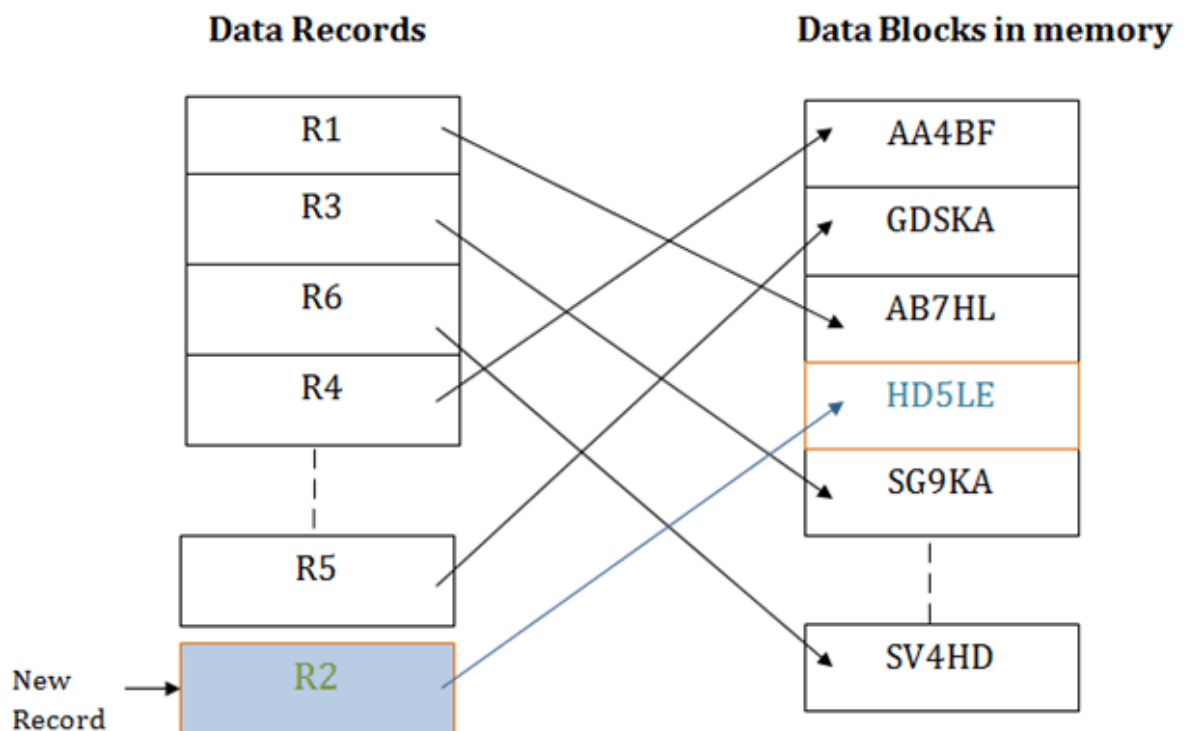 Data Records
Data Blocks in memory
R1
R3
R6
R4
R5
New
Record
R2
AA4BF
GDSKA
AB7HL
HD5LE
SG9KA
SV4HD